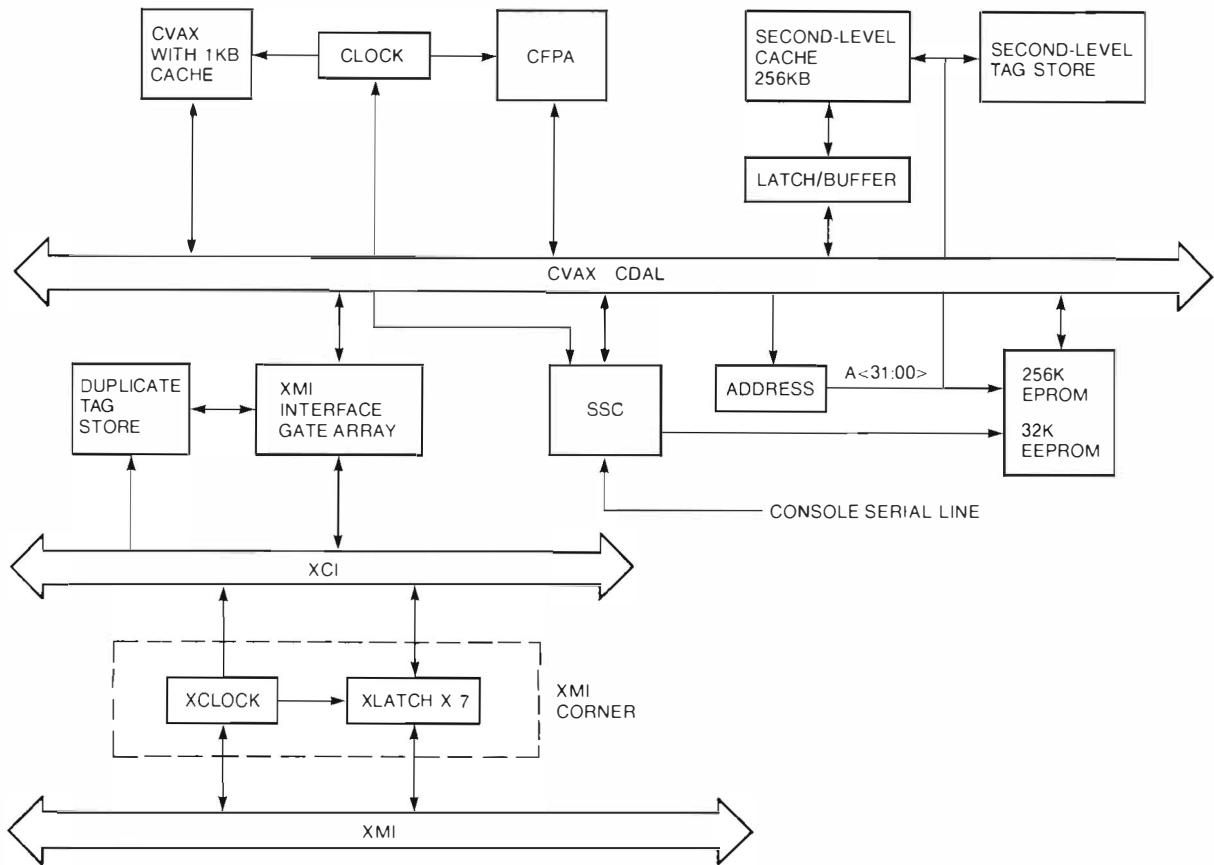 CVAX
WITH 1KB
CACHE
CLOCK
CFPA
SECOND-LEVEL
CACHE
256KB
SECOND-LEVEL
TAG STORE
LATCH/BUFFER
CVAX CDAL
DUPLICATE
TAG
STORE
XMI
INTERFACE
GATE ARRAY
SSC
ADDRESS
A<31:00>
256K
EPROM
32K
EEPROM
CONSOLE SERIAL LINE
XCI
XCLOCK
XLATCH X 7
XMI
CORNER
XMI